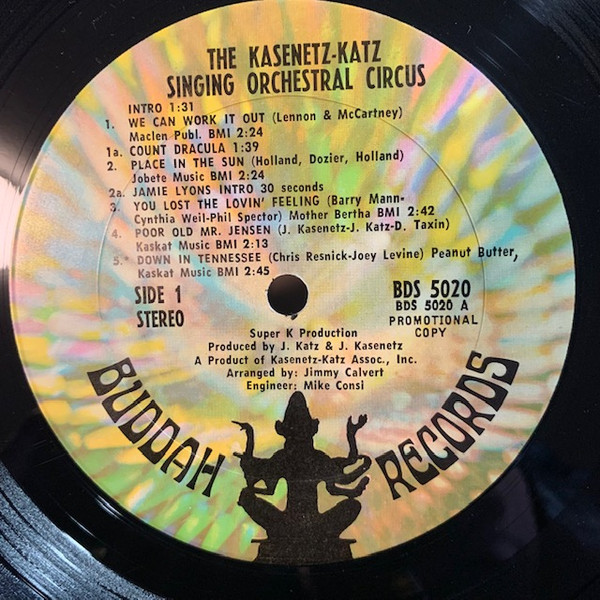 THE KASENETZ-KATZ
SINGING ORCHESTRAL CIRCUS
INTRO 1:31
1. WE CAN WORK IT OUT (Lennon & McCartney)
Maclen Publ. BMI 2:24
1a. COUNT DRACULA 1:39
2. PLACE IN THE SUN (Holland, Dozier, Holland)
Jobete Music BMI 2:24
2a. JAMIE LYONS INTRO 30 seconds
3. YOU LOST THE LOVIN' FEELING (Barry Mann-
Cynthia Weil-Phil Spector) Mother Bertha BMI 2:42
4. POOR OLD MR. JENSEN (J. Kasenetz-J. Katz-D. Taxin)
Kaskat Music BMI 2:13
5.* DOWN IN TENNESSEE (Chris Resnick-Joey Levine) Peanut Butter,
Kaskat Music BMI 2:45
SIDE 1
STEREO
BDS 5020
BDS 5020 A
PROMOTIONAL
COPY
Super K Production
Produced by J. Katz & J. Kasenetz
A Product of Kasenetz-Katz Assoc., Inc.
Arranged by: Jimmy Calvert
Engineer: Mike Consi
BUDDAH RECORDS